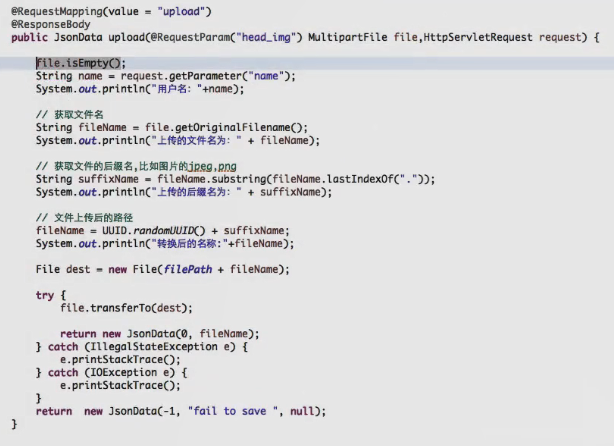 @RequestMapping(value = "upload")
@ResponseBody
public JsonData upload(@RequestParam("head_img") MultipartFile file,HttpServletRequest request) {
file.isEmpty();
String name = request.getParameter("name");
System.out.println("用户名："+name);
// 获取文件名
String fileName = file.getOriginalFilename();
System.out.println("上传的文件名为：" + fileName);
// 获取文件的后缀名,比如图片的jpeg,png
String suffixName = fileName.substring(fileName.lastIndexOf("."));
System.out.println("上传的后缀名为：" + suffixName);
// 文件上传后的路径
fileName = UUID.randomUUID() + suffixName;
System.out.println("转换后的名称:"+fileName);
File dest = new File(filePath + fileName);
try {
file.transferTo(dest);
return new JsonData(0, fileName);
} catch (IllegalStateException e) {
e.printStackTrace();
} catch (IOException e) {
e.printStackTrace();
}
return  new JsonData(-1, "fail to save ", null);
}